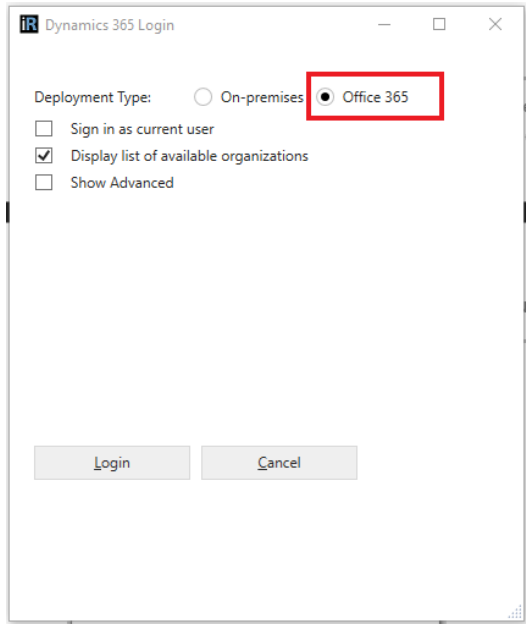 iR Dynamics 365 Login
Deployment Type: On-premises Office 365
Sign in as current user
Display list of available organizations
Show Advanced
Login Cancel